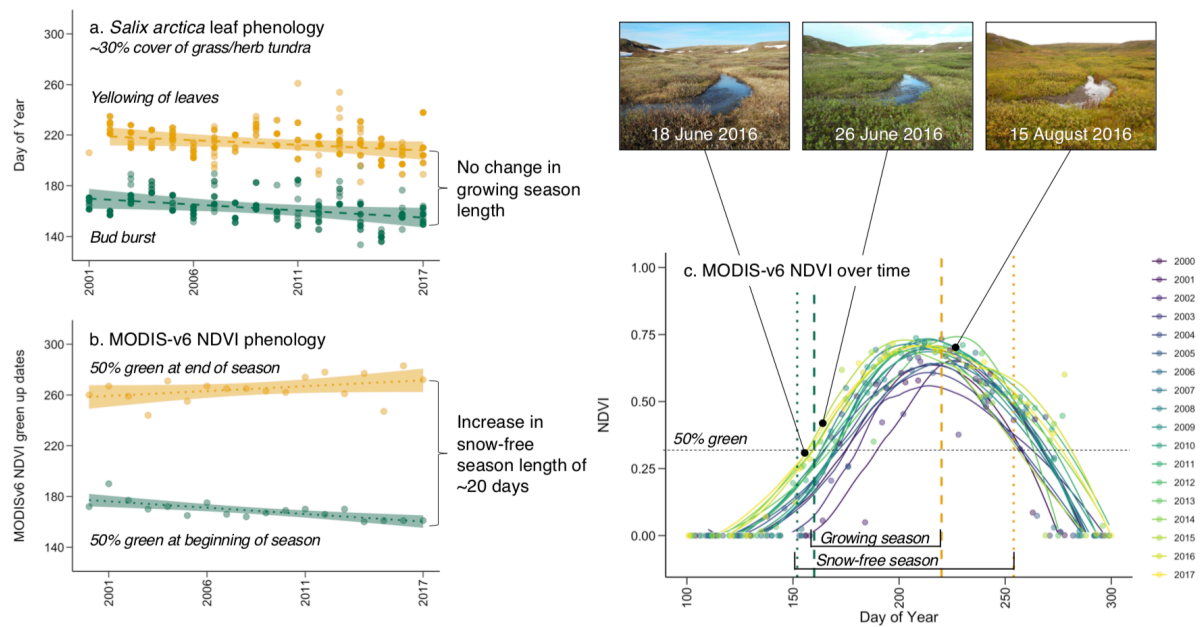 a. Salix arctica leaf phenology
~30% cover of grass/herb tundra
300
260
220
180
140
Day of Year
Yellowing of leaves
Bud burst
2001
2006
2011
2017
No change in
growing season
length
b. MODIS-v6 NDVI phenology
50% green at end of season
300
260
220
180
140
MODISv6 NDVI green up dates
50% green at beginning of season
2001
2006
2011
2017
Increase in
snow-free
season length of
~20 days
18 June 2016
26 June 2016
15 August 2016
c. MODIS-v6 NDVI over time
1.00
0.75
0.50
0.25
0.00
NDVI
50% green
Growing season
Snow-free season
100
150
200
250
300
Day of Year
2000
2001
2002
2003
2004
2005
2006
2007
2008
2009
2010
2011
2012
2013
2014
2015
2016
2017